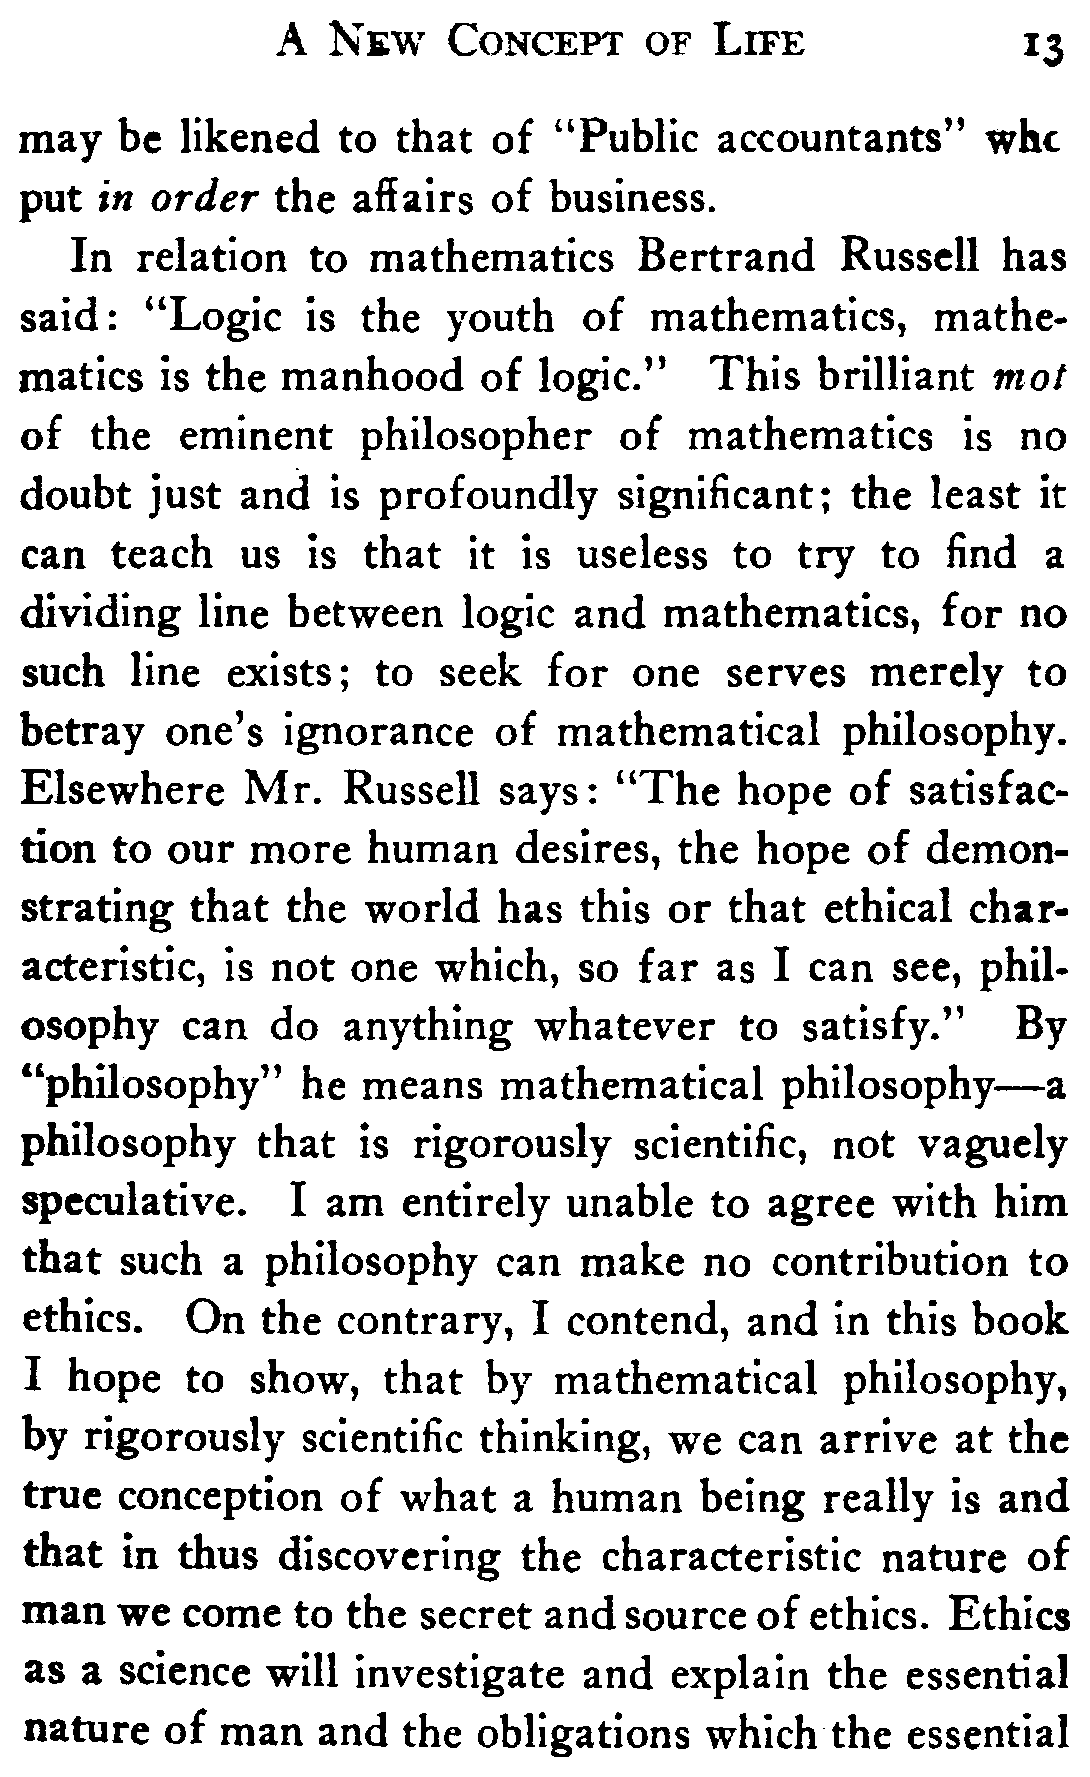 A New Concept of Life 13
may be likened to that of “Public accountants” who
put in order the affairs of business.
In relation to mathematics Bertrand Russell has
said: “Logic is the youth of mathematics, mathe-
matics is the manhood of logic.” This brilliant mot
of the eminent philosopher of mathematics is no
doubt just and is profoundly significant; the least it
can teach us is that it is useless to try to find a
dividing line between logic and mathematics, for no
such line exists; to seek for one serves merely to
betray one’s ignorance of mathematical philosophy.
Elsewhere Mr. Russell says: “The hope of satisfac-
tion to our more human desires, the hope of demon-
strating that the world has this or that ethical char-
acteristic, is not one which, so far as I can see, phil-
osophy can do anything whatever to satisfy.” By
“philosophy” he means mathematical philosophy—a
philosophy that is rigorously scientific, not vaguely
speculative. I am entirely unable to agree with him
that such a philosophy can make no contribution to
ethics. On the contrary, I contend, and in this book
I hope to show, that by mathematical philosophy,
by rigorously scientific thinking, we can arrive at the
true conception of what a human being really is and
that in thus discovering the characteristic nature of
man we come to the secret and source of ethics. Ethics
as a science will investigate and explain the essential
nature of man and the obligations which the essential